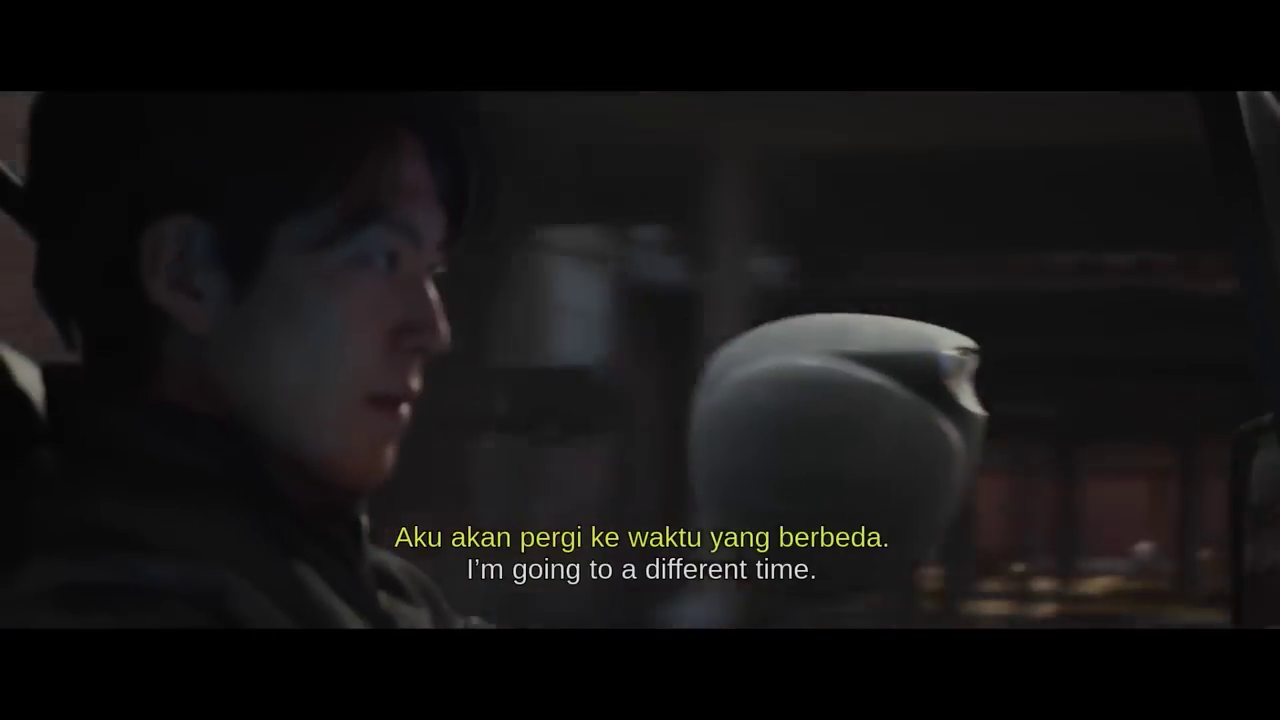 Aku akan pergi ke waktu yang berbeda.
I'm going to a different time.